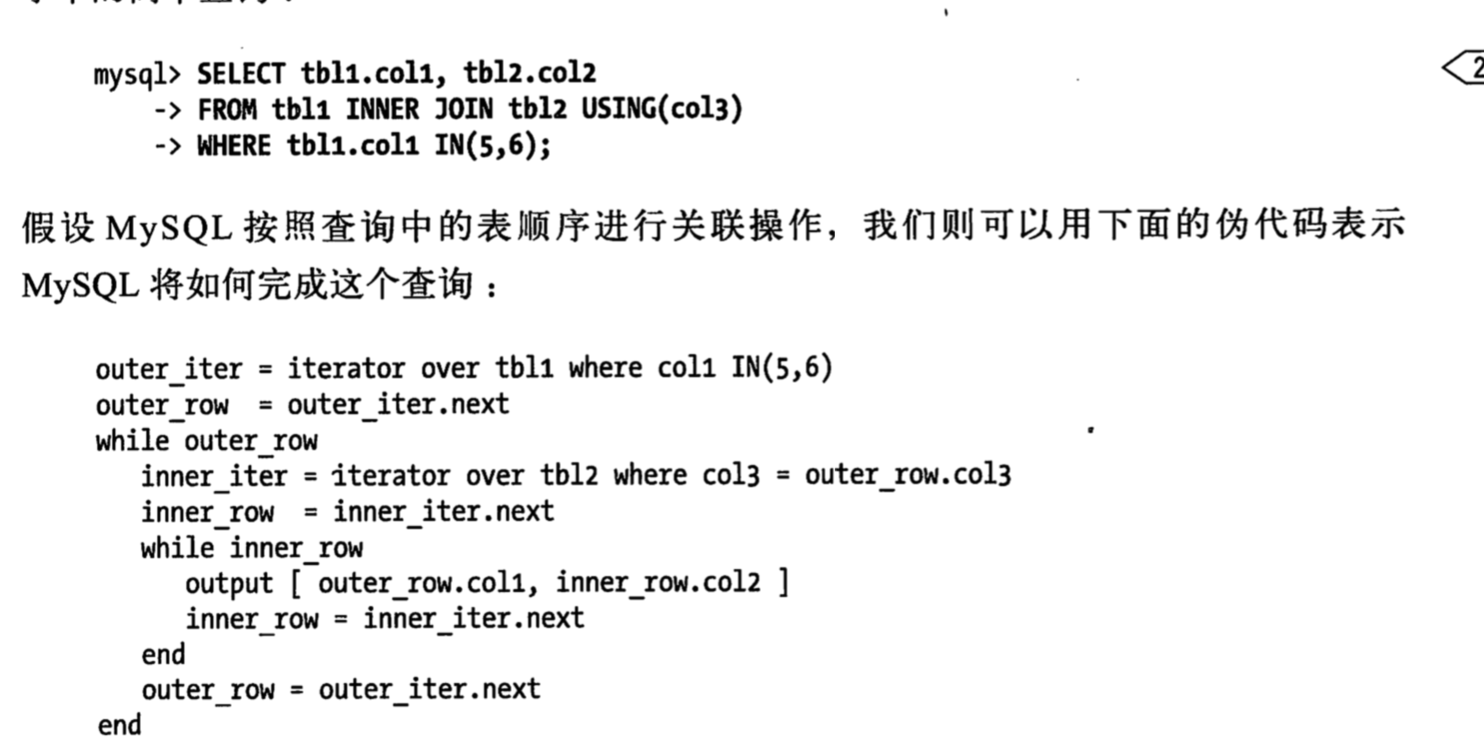 mysql> SELECT tbl1.col1, tbl2.col2
    -> FROM tbl1 INNER JOIN tbl2 USING(col3)
    -> WHERE tbl1.col1 IN(5,6);
假设 MySQL 按照查询中的表顺序进行关联操作，我们则可以用下面的伪代码表示
MySQL 将如何完成这个查询：
outer_iter = iterator over tbl1 where col1 IN(5,6)
outer_row  = outer_iter.next
while outer_row
   inner_iter = iterator over tbl2 where col3 = outer_row.col3
   inner_row  = inner_iter.next
   while inner_row
      output [ outer_row.col1, inner_row.col2 ]
      inner_row = inner_iter.next
   end
   outer_row = outer_iter.next
end